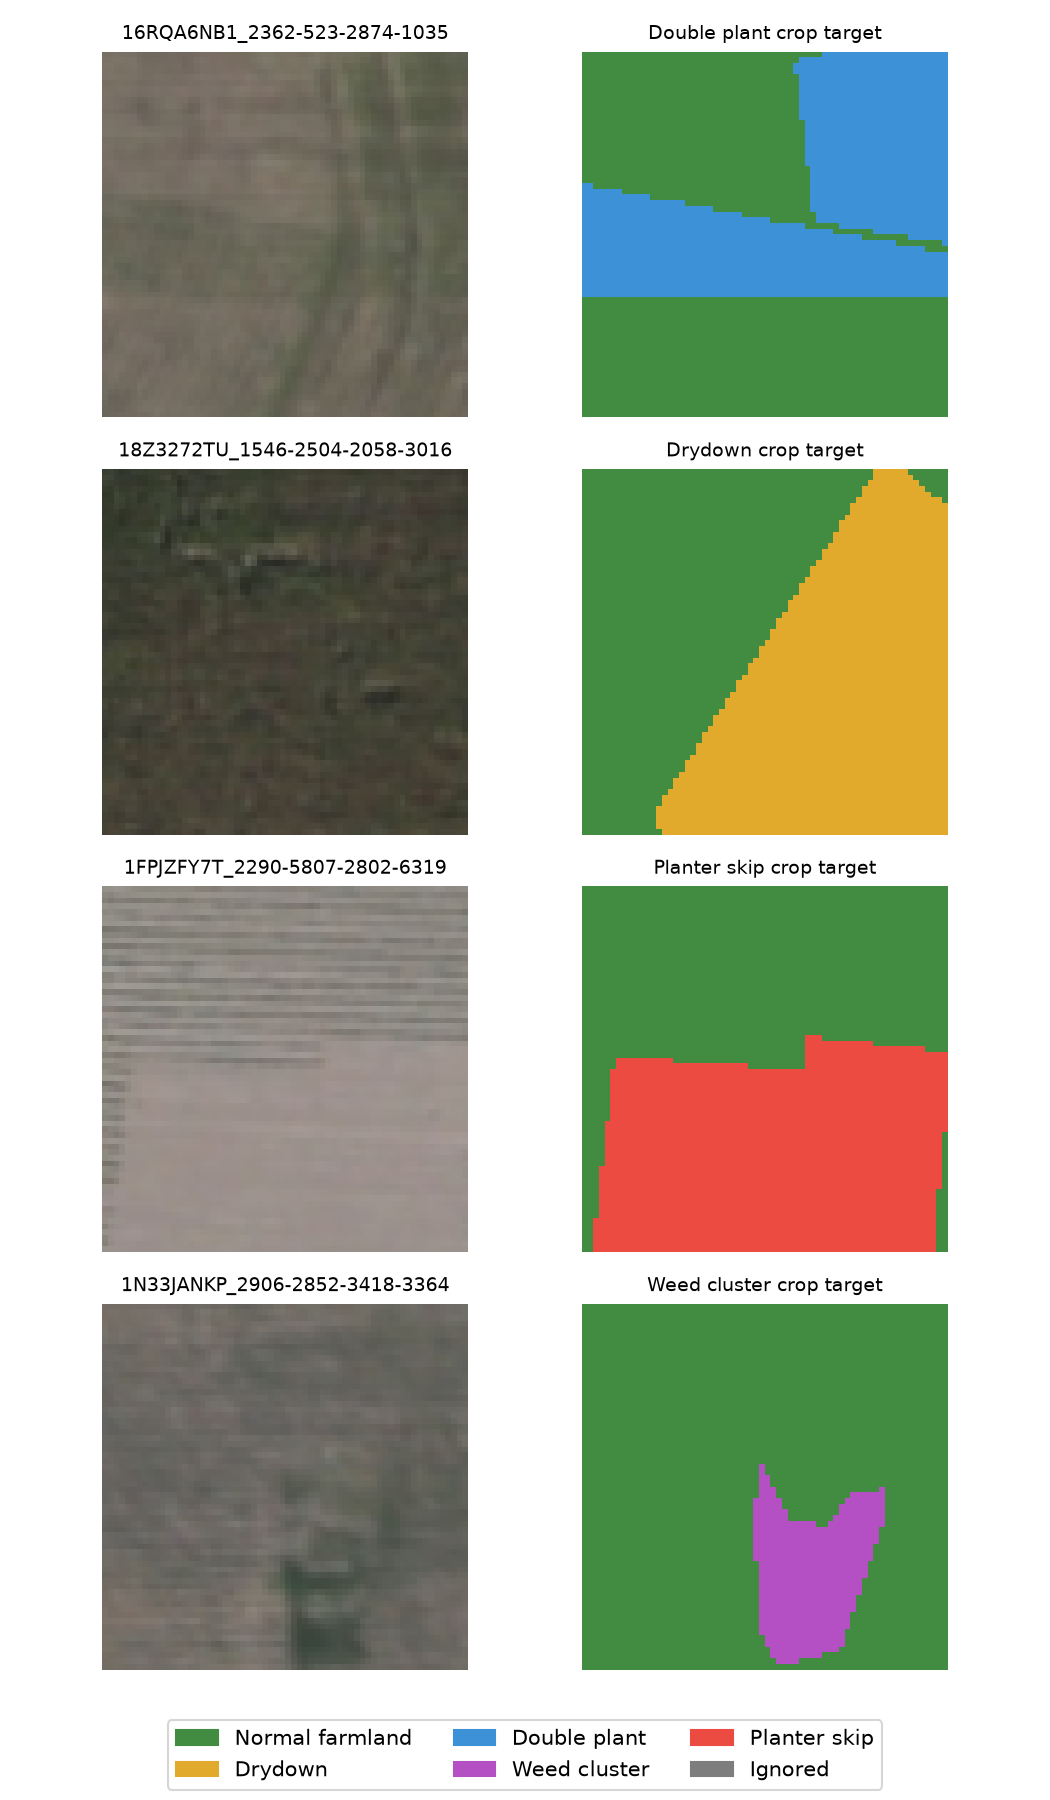 16RQA6NB1_2362-523-2874-1035
Double plant crop target
18Z3272TU_1546-2504-2058-3016
Drydown crop target
1FPJZFY7T_2290-5807-2802-6319
Planter skip crop target
1N33JANKP_2906-2852-3418-3364
Weed cluster crop target
Normal farmland
Double plant
Planter skip
Drydown
Weed cluster
Ignored